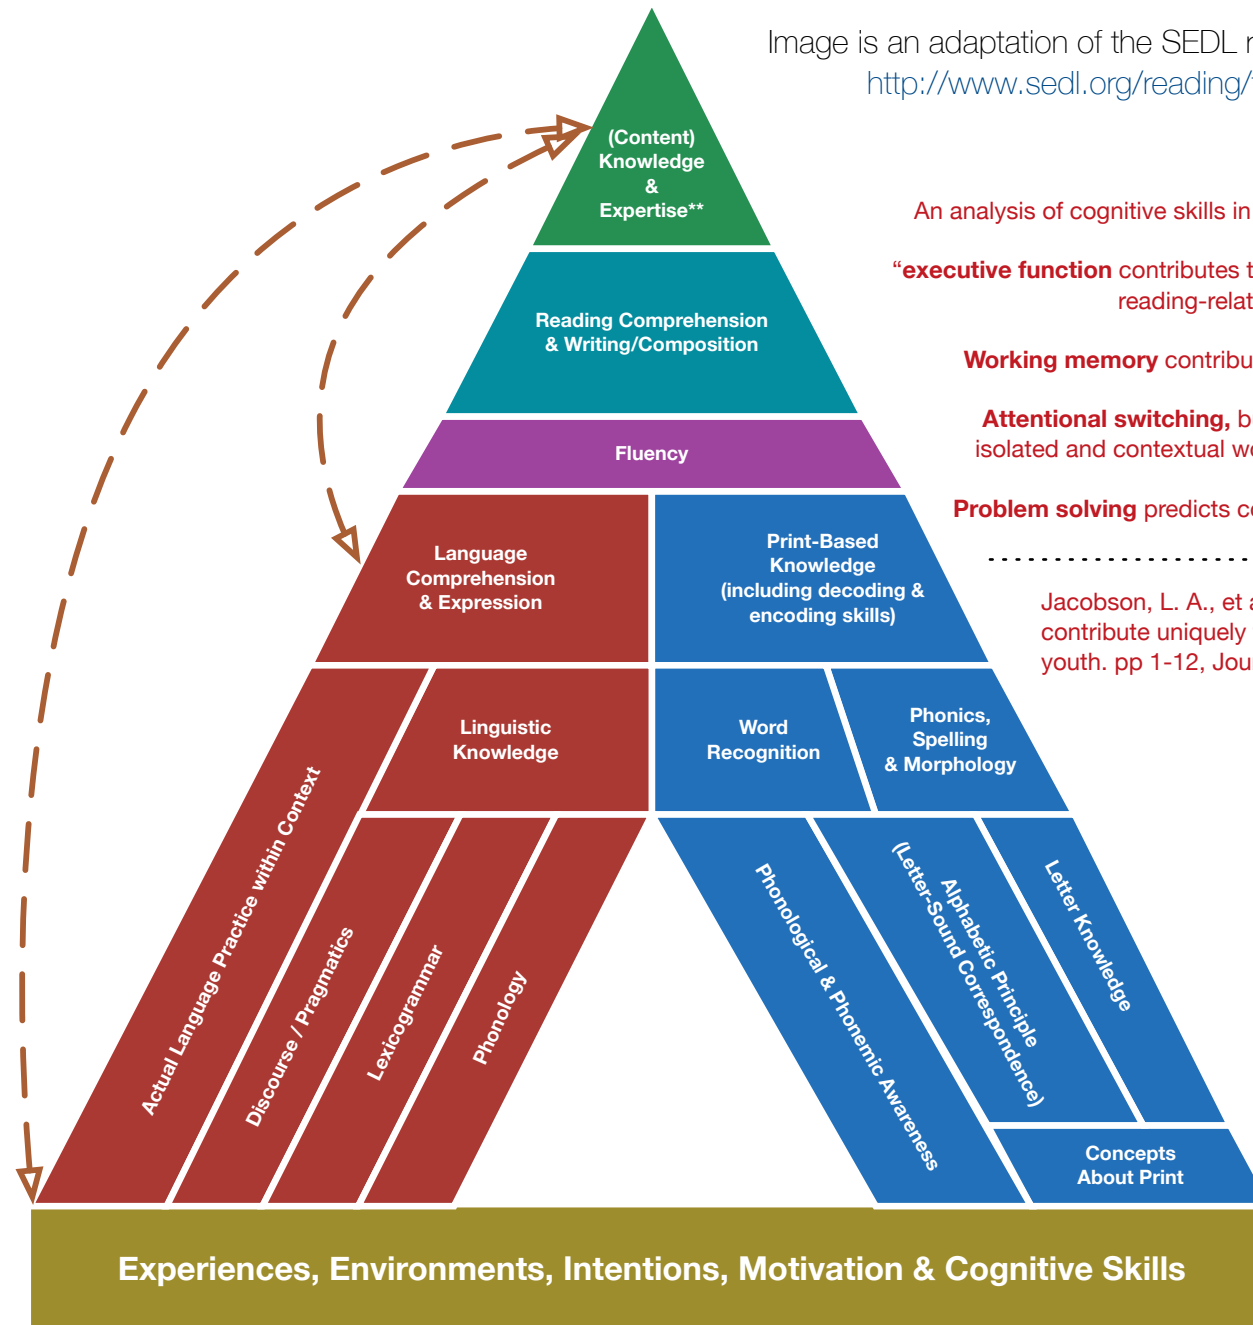 Image is an adaptation of the SEDL
http://www.sedl.org/reading/
(Content)
Knowledge
&
Expertise**
An analysis of cognitive skills in
“executive function contributes
reading-relat
Working memory contribu
Attentional switching,
isolated and contextual
Problem solving predicts
Reading Comprehension
& Writing/Composition
Fluency
Language
Comprehension
& Expression
Print-Based
Knowledge
(including decoding &
encoding skills)
Jacobson, L. A., et
contribute uniquely
youth. pp 1-12, Jour
Actual Language Practice within Context
Linguistic
Knowledge
Word
Recognition
Phonics,
Spelling
& Morphology
Discourse / Pragmatics
Lexicogrammar
Phonology
Phonological & Phonemic Awareness
Alphabetic Principle
(Letter-Sound Correspondence)
Letter Knowledge
Concepts
About Print
Experiences, Environments, Intentions, Motivation & Cognitive Skills